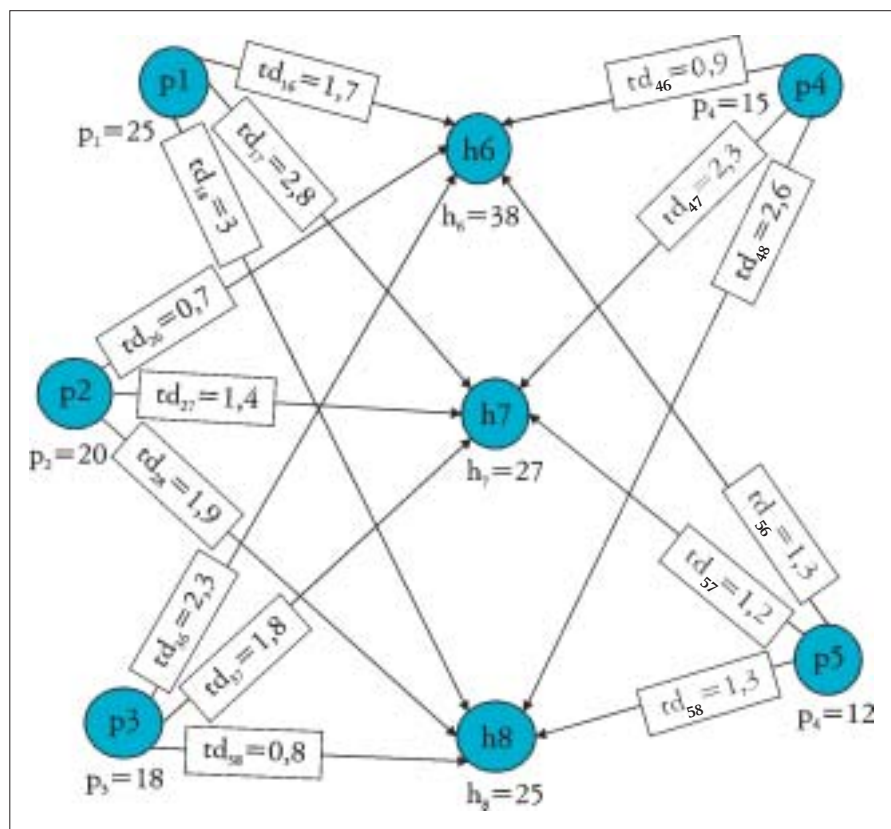 p1
p₁=25
td₁₆=1,7
td₁₇=2,8
td₁₈=3
h6
h₆=38
td₄₆=0,9
p4
p₄=15
td₄₇=2,3
td₄₈=2,6
p2
p₂=20
td₂₆=0,7
td₂₇=1,4
td₂₈=1,9
h7
h₇=27
td₅₆=1,3
td₅₇=1,2
td₅₈=1,3
p5
p₄=12
p3
p₃=18
td₃₆=2,3
td₃₇=1,8
td₃₈=0,8
h8
h₈=25